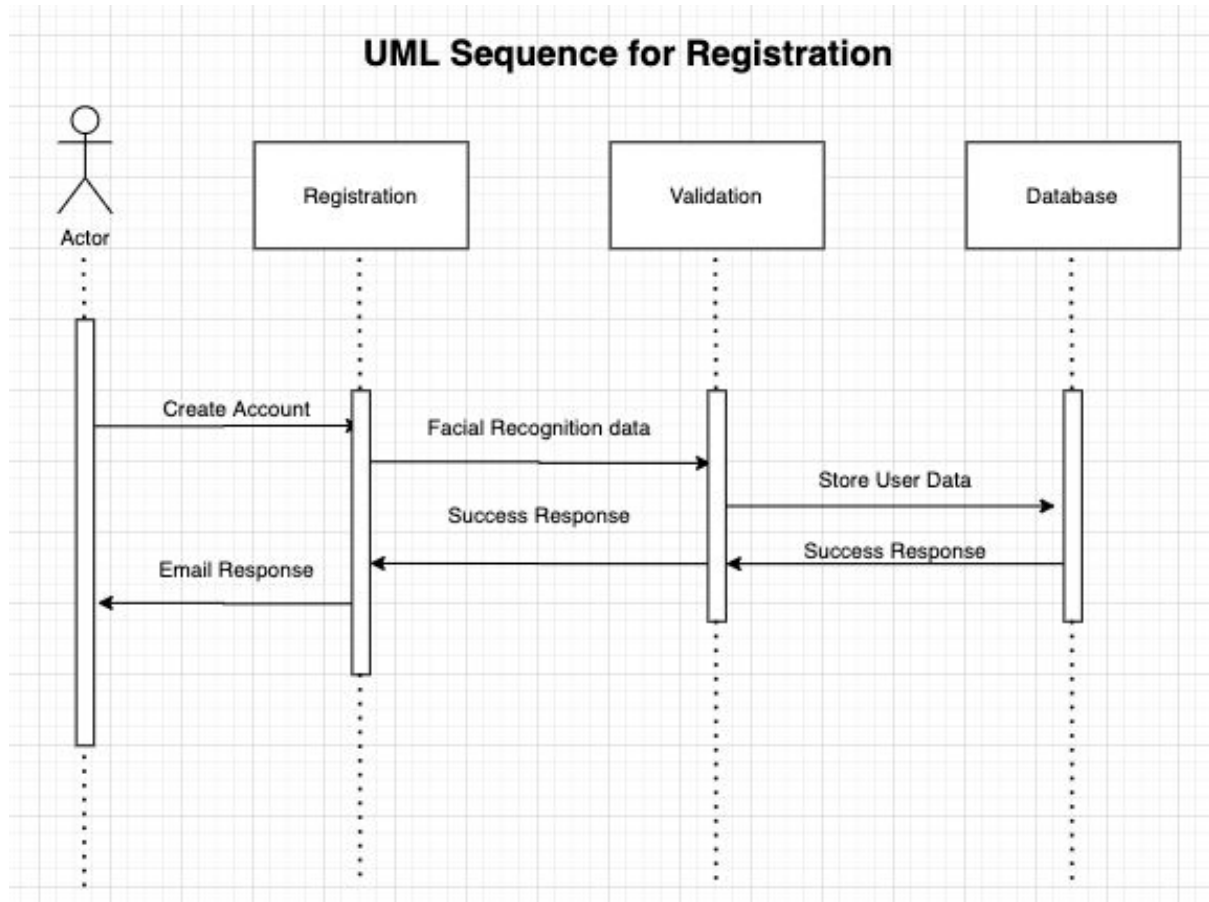 UML Sequence for Registration
Actor
Registration
Validation
Database
Create Account
Facial Recognition data
Store User Data
Success Response
Success Response
Email Response